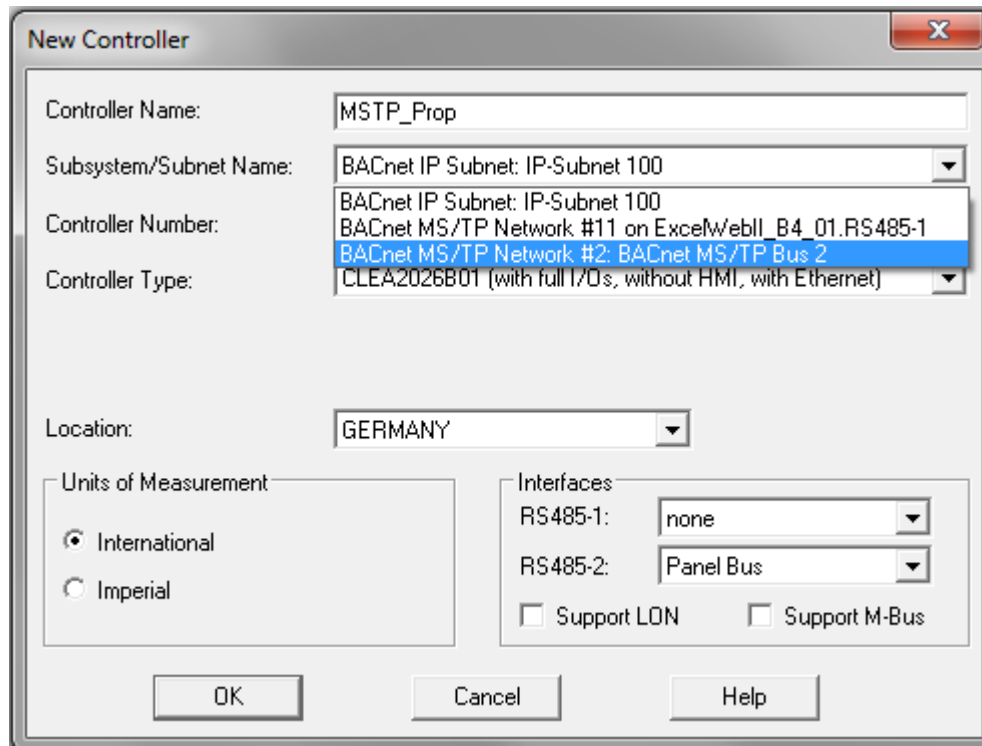 New Controller
Controller Name:
MSTP_Prop
Subsystem/Subnet Name:
BACnet IP Subnet: IP-Subnet 100
BACnet IP Subnet: IP-Subnet 100
Controller Number:
BACnet MS/TP Network #11 on ExcelWebII_B4_01.RS485-1
BACnet MS/TP Network #2: BACnet MS/TP Bus 2
Controller Type:
CLEA2026B01 (with full I/Os, without HMI, with Ethernet)
Location:
GERMANY
Units of Measurement
International
Imperial
Interfaces
RS485-1:
none
RS485-2:
Panel Bus
Support LON
Support M-Bus
OK
Cancel
Help